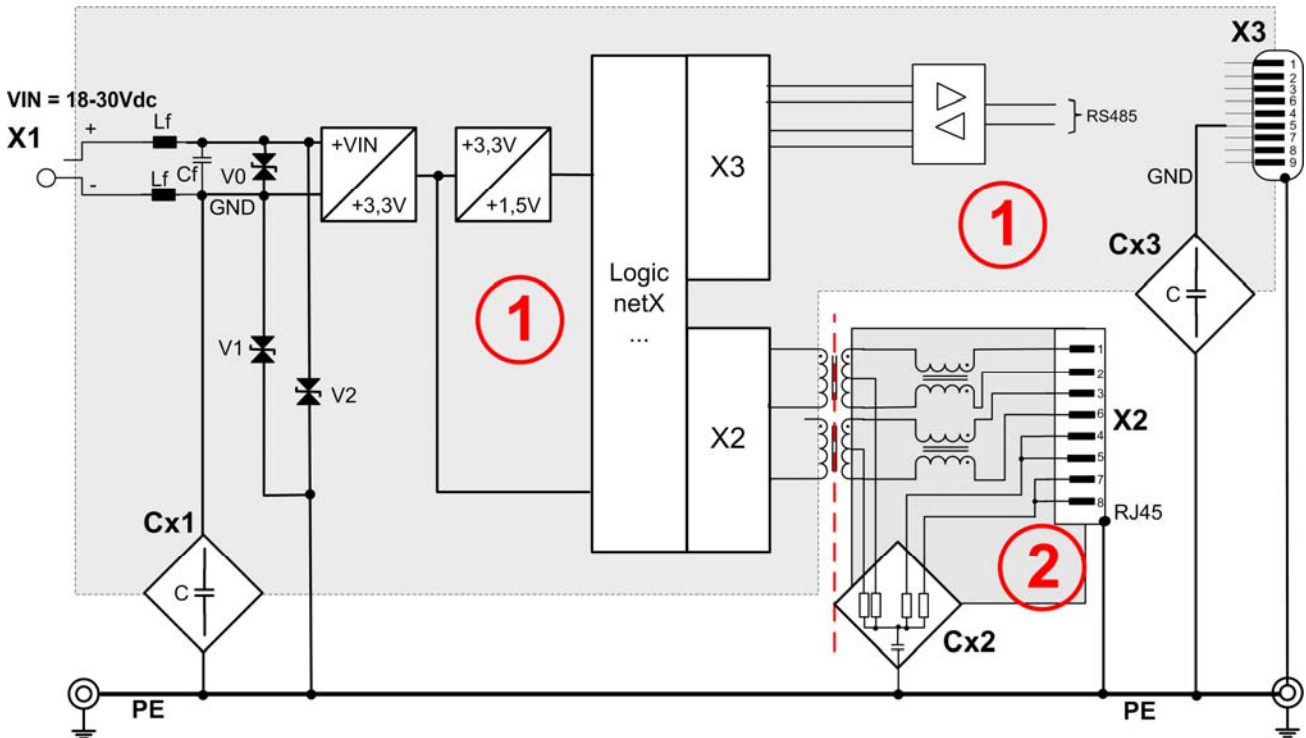 X3
VIN = 18-30Vdc
X1
+
-
Lf
Lf
Cf
V0
GND
+VIN
+3,3V
+3,3V
+1,5V
Logic
netX
...
X3
RS485
1
2
3
6
4
5
7
8
9
GND
1
1
Cx3
C
V1
V2
X2
1
2
3
6
4
5
7
8
X2
RJ45
2
Cx1
C
Cx2
PE
PE